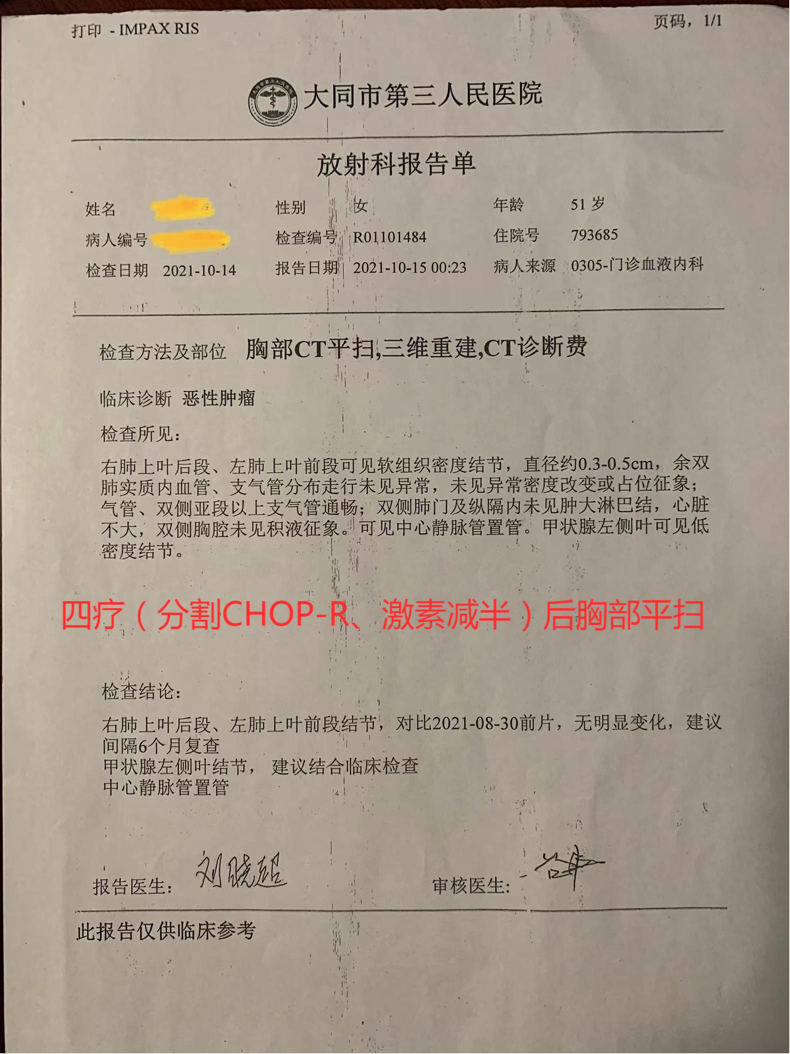 打印 - IMPAX RIS
页码，1/1
大同市第三人民医院
放射科报告单
姓名 性别 女 年龄 51 岁
病人编号 检查编号 R01101484 住院号 793685
检查日期 2021-10-14 报告日期 2021-10-15 00:23 病人来源 0305-门诊血液内科
检查方法及部位 胸部CT平扫,三维重建,CT诊断费
临床诊断 恶性肿瘤
检查所见：
右肺上叶后段、左肺上叶前段可见软组织密度结节，直径约0.3-0.5cm，余双
肺实质内血管、支气管分布走行未见异常，未见异常密度改变或占位征象；
气管、双侧亚段以上支气管通畅；双侧肺门及纵隔内未见肿大淋巴结，心脏
不大，双侧胸腔未见积液征象。可见中心静脉置管。甲状腺左侧叶可见低
密度结节。
四疗（分割CHOP-R、激素减半）后胸部平扫
检查结论：
右肺上叶后段、左肺上叶前段结节，对比2021-08-30前片，无明显变化，建议
间隔6个月复查
甲状腺左侧叶结节， 建议结合临床检查
中心静脉管置管
报告医生： 刘晓超 审核医生：
此报告仅供临床参考